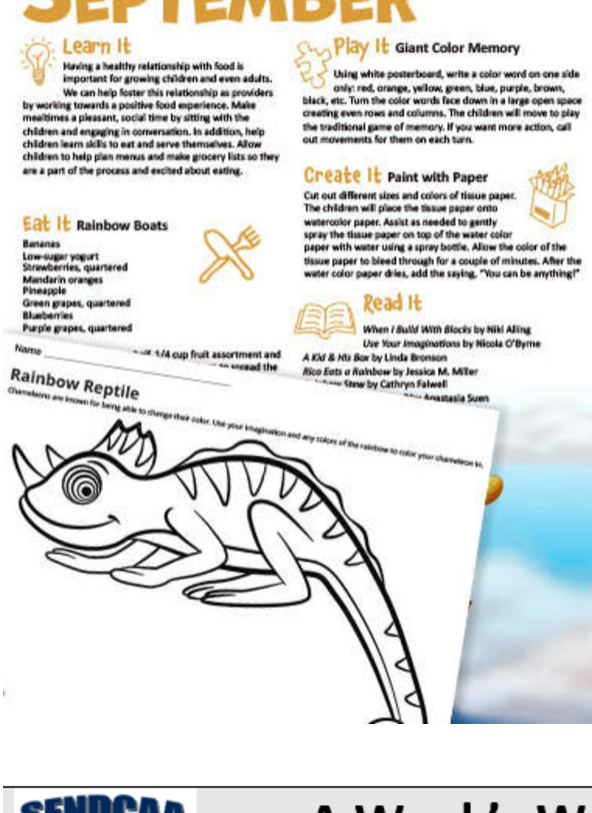 SEPTEMBER
Learn It
Having a healthy relationship with food is
important for growing children and even adults.
We can help foster this relationship as providers
by working towards a positive food experience. Make
mealtimes a pleasant, social time by sitting with the
children and engaging in conversation. In addition, help
children learn skills to eat and serve themselves. Allow
children to help plan menus and make grocery lists so they
are a part of the process and excited about eating.
Eat It Rainbow Boats
Bananas
Low-sugar yogurt
Strawberries, quartered
Mandarin oranges
Pineapple
Green grapes, quartered
Blueberries
Purple grapes, quartered
1/4 cup fruit assortment and
spread the
Play It Giant Color Memory
Using white posterboard, write a color word on one side
only: red, orange, yellow, green, blue, purple, brown,
black, etc. Turn the color words face down in a large open space
creating even rows and columns. The children will move to play
the traditional game of memory. If you want more action, call
out movements for them on each turn.
Create It Paint with Paper
Cut out different sizes and colors of tissue paper.
The children will place the tissue paper onto
watercolor paper. Assist as needed to gently
spray the tissue paper on top of the water color
paper with water using a spray bottle. Allow the color of the
tissue paper to bleed through for a couple of minutes. After the
water color paper dries, add the saying, "You can be anything!"
Read It
When I Build With Blocks by Niki Alling
Use Your Imaginations by Nicola O'Byrne
A Kid & His Box by Linda Bronson
Rico Eats a Rainbow by Jessica M. Miller
Stew by Cathryn Falwell
Anastasia Suen
Name
Rainbow Reptile
Chameleons are known for being able to change their color. Use your imagination and any colors of the rainbow to color your chameleon in.
SENDCAA